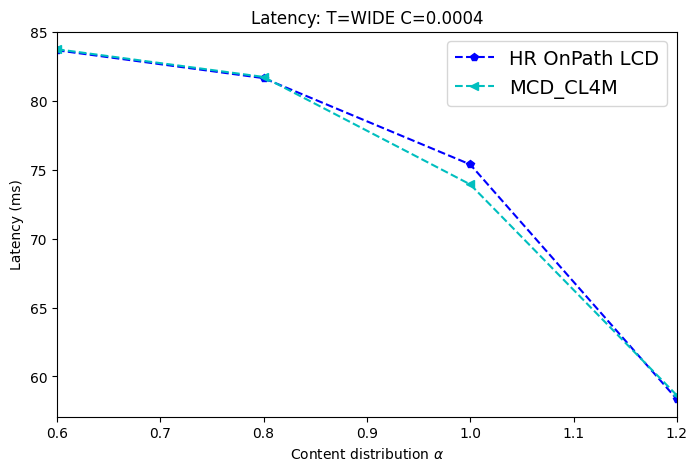 Latency: T=WIDE C=0.0004
85
80
75
70
65
60
Latency (ms)
HR OnPath LCD
MCD_CL4M
0.6 0.7 0.8 0.9 1.0 1.1 1.2
Content distribution α